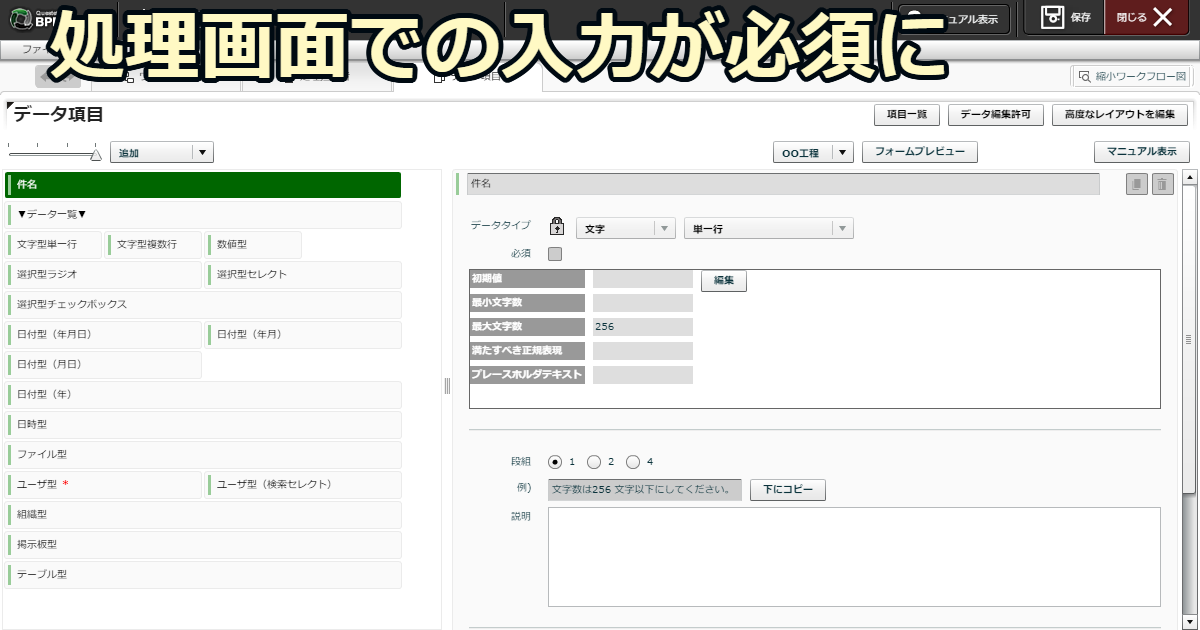 処理画面での入力が必須に
保存
閉じる
縮小ワークフロー図
データ項目
項目一覧
データ編集許可
高度なレイアウトを編集
追加
OO工程
フォームプレビュー
マニュアル表示
件名
▼データ一覧▼
文字型単一行 文字型複数行 数値型
選択型ラジオ 選択型セレクト
選択型チェックボックス
日付型（年月日） 日付型（年月）
日付型（月日）
日付型（年）
日時型
ファイル型
ユーザ型 * ユーザ型（検索セレクト）
組織型
掲示板型
テーブル型
件名
データタイプ 文字 単一行
必須
初期値 編集
最小文字数
最大文字数 256
満たすべき正規表現
プレースホルダテキスト
段組 1 2 4
例) 文字数は256 文字以下にしてください。 下にコピー
説明